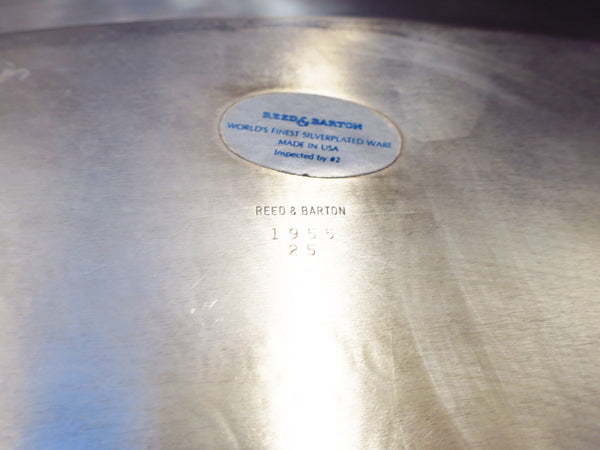 REED & BARTON
WORLD'S FINEST SILVERPLATED WARE
MADE IN USA
Inspected by #2
REED & BARTON
1955
25